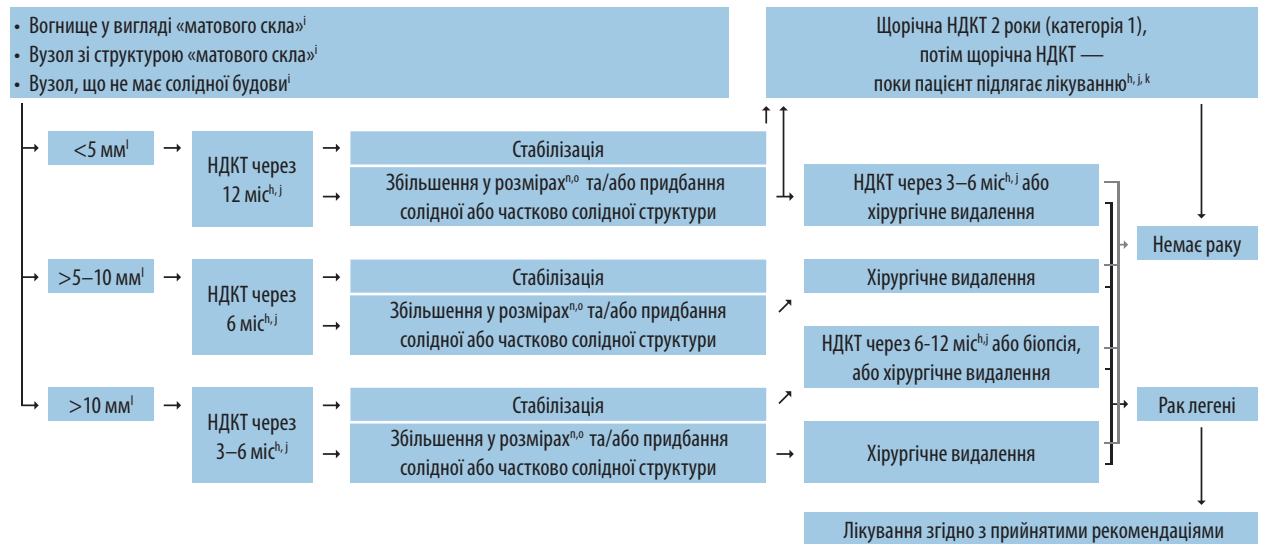 • Вогнище у вигляді «матового скла»ⁱ
• Вузол зі структурою «матового скла»ⁱ
• Вузол, що не має солідної будовиⁱ
Щорічна НДКТ 2 роки (категорія 1),
потім щорічна НДКТ —
поки пацієнт підлягає лікуваннюʰ, ʲ, ᵏ
<5 ммˡ
НДКТ через
12 місʰ, ʲ
Стабілізація
Збільшення у розмірахⁿ,ᵒ та/або придбання
солідної або частково солідної структури
НДКТ через 3–6 місʰ, ʲ або
хірургічне видалення
Немає раку
>5–10 ммˡ
НДКТ через
6 місʰ, ʲ
Стабілізація
Збільшення у розмірахⁿ,ᵒ та/або придбання
солідної або частково солідної структури
Хірургічне видалення
НДКТ через 6-12 місʰ,ʲ або біопсія,
або хірургічне видалення
>10 ммˡ
НДКТ через
3–6 місʰ, ʲ
Стабілізація
Збільшення у розмірахⁿ,ᵒ та/або придбання
солідної або частково солідної структури
Хірургічне видалення
Рак легені
Лікування згідно з прийнятими рекомендаціями